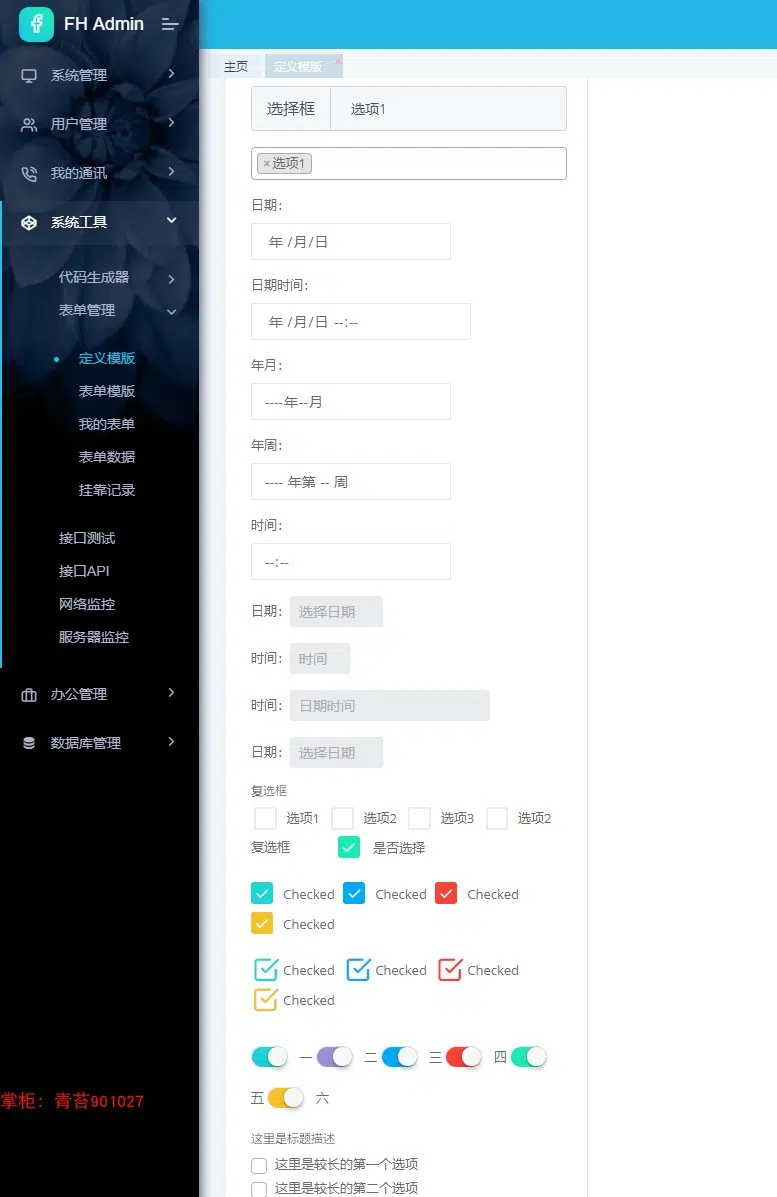 FH Admin
系统管理
用户管理
我的通讯
系统工具
代码生成器
表单管理
定义模版
表单模版
我的表单
表单数据
挂靠记录
接口测试
接口API
网络监控
服务器监控
办公管理
数据库管理
掌柜：青苔901027
主页 定义模版 ×
选择框 选项1
×选项1
日期:
年 /月/日
日期时间:
年 /月/日 --:--
年月:
----年--月
年周:
---- 年第 -- 周
时间:
--:--
日期: 选择日期
时间: 时间
时间: 日期时间
日期: 选择日期
复选框
选项1 选项2 选项3 选项2
复选框 是否选择
Checked Checked Checked
Checked
Checked Checked Checked
Checked
一 二 三 四
五 六
这里是标题描述
这里是较长的第一个选项
这里是较长的第二个选项